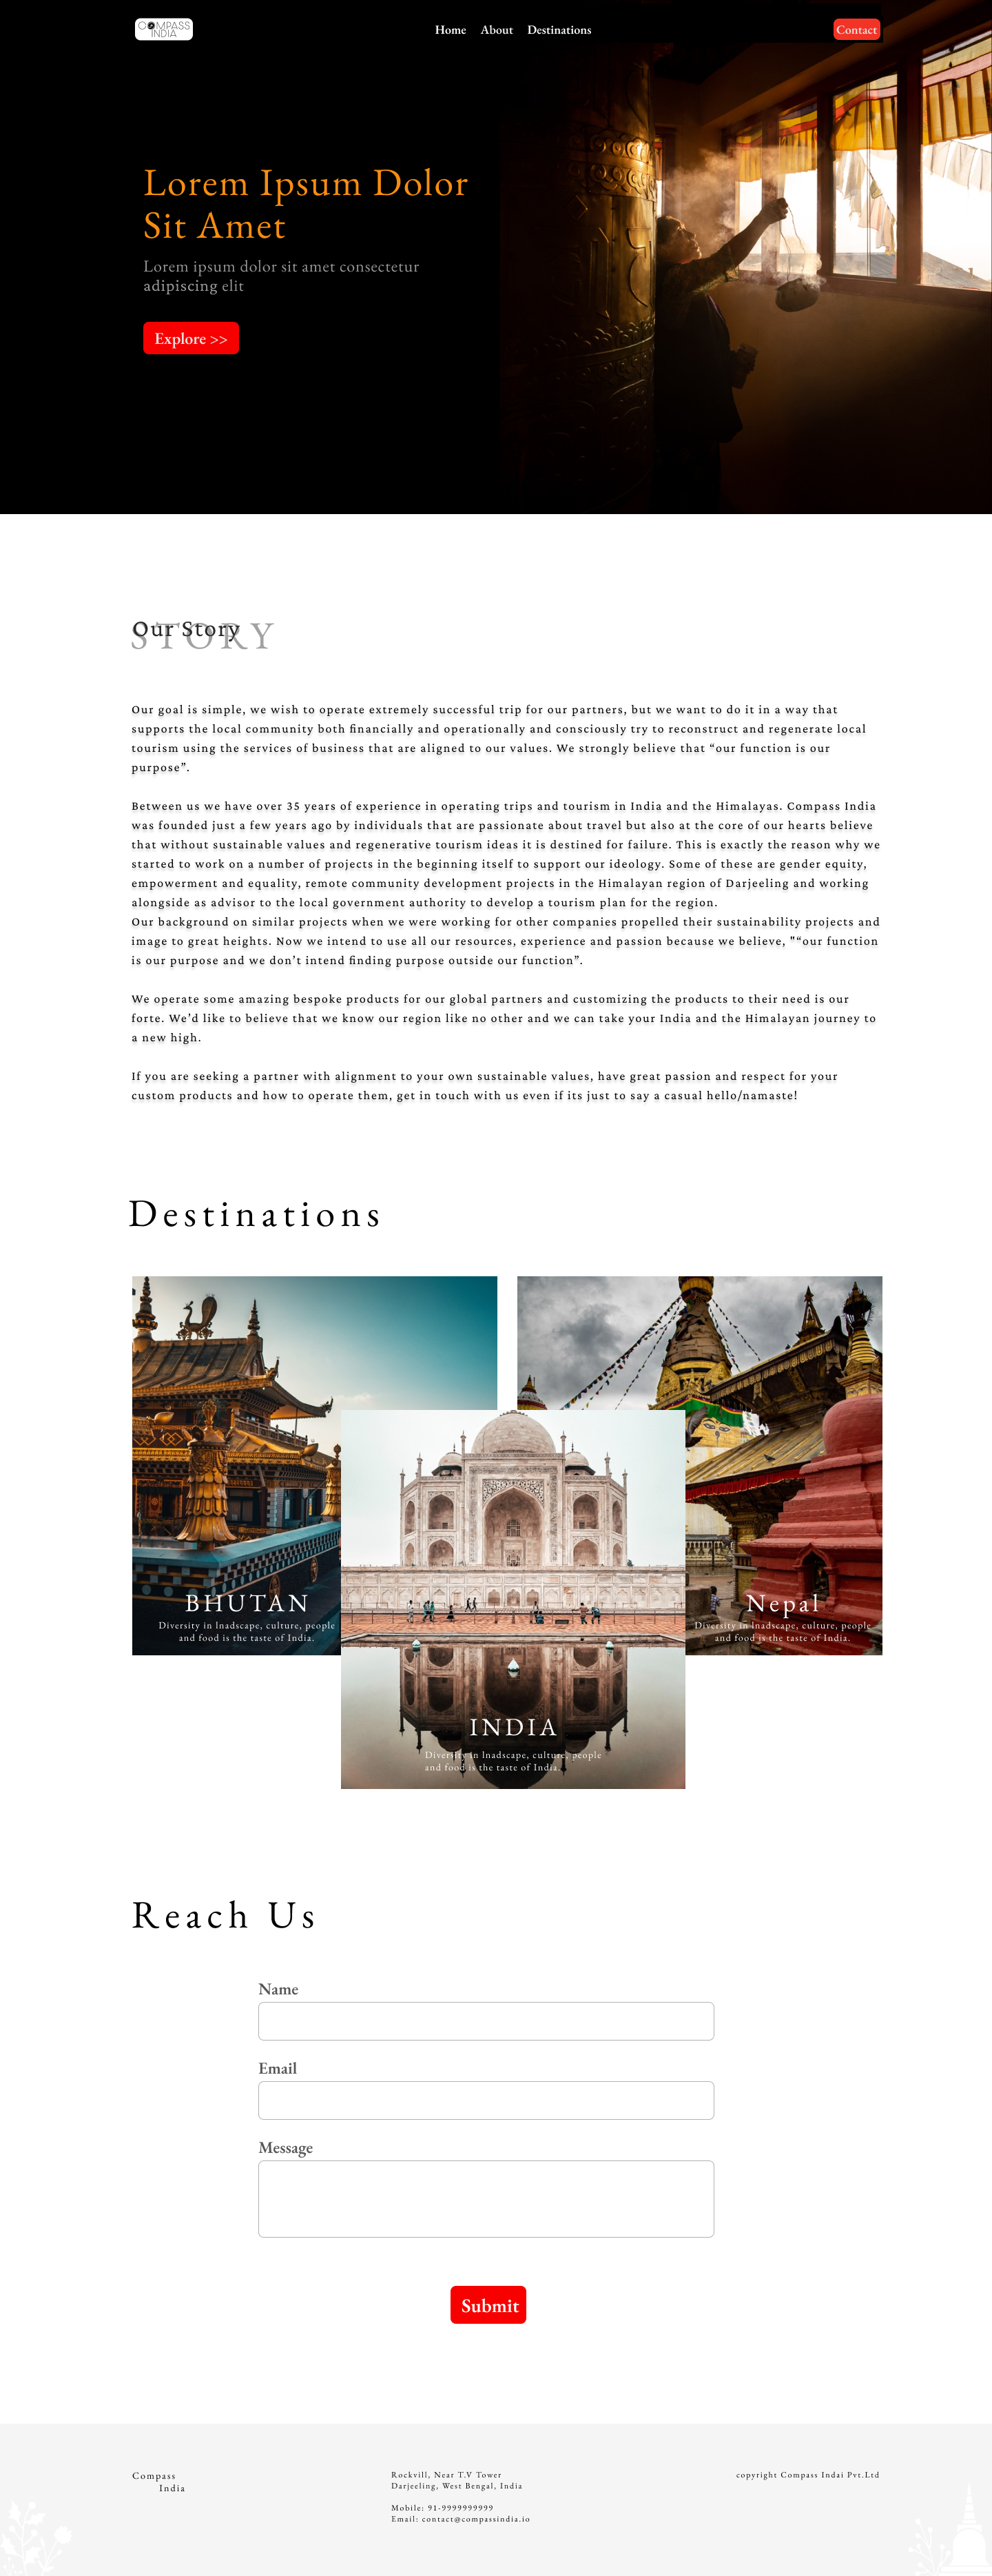 COMPASS
INDIA
Home About Destinations
Contact
Lorem Ipsum Dolor
Sit Amet
Lorem ipsum dolor sit amet consectetur
adipiscing elit
Explore >>
Our Story
STORY
Our goal is simple, we wish to operate extremely successful trip for our partners, but we want to do it in a way that
supports the local community both financially and operationally and consciously try to reconstruct and regenerate local
tourism using the services of business that are aligned to our values. We strongly believe that “our function is our
purpose”.
Between us we have over 35 years of experience in operating trips and tourism in India and the Himalayas. Compass India
was founded just a few years ago by individuals that are passionate about travel but also at the core of our hearts believe
that without sustainable values and regenerative tourism ideas it is destined for failure. This is exactly the reason why we
started to work on a number of projects in the beginning itself to support our ideology. Some of these are gender equity,
empowerment and equality, remote community development projects in the Himalayan region of Darjeeling and working
alongside as advisor to the local government authority to develop a tourism plan for the region.
Our background on similar projects when we were working for other companies propelled their sustainability projects and
image to great heights. Now we intend to use all our resources, experience and passion because we believe, "“our function
is our purpose and we don’t intend finding purpose outside our function”.
We operate some amazing bespoke products for our global partners and customizing the products to their need is our
forte. We’d like to believe that we know our region like no other and we can take your India and the Himalayan journey to
a new high.
If you are seeking a partner with alignment to your own sustainable values, have great passion and respect for your
custom products and how to operate them, get in touch with us even if its just to say a casual hello/namaste!
Destinations
BHUTAN
Diversity in lnadscape, culture, people
and food is the taste of India.
Nepal
Diversity in lnadscape, culture, people
and food is the taste of India.
INDIA
Diversity in lnadscape, culture, people
and food is the taste of India.
Reach Us
Name
Email
Message
Submit
Compass
India
Rockvill, Near T.V Tower
Darjeeling, West Bengal, India
Mobile: 91-9999999999
Email: contact@compassindia.io
copyright Compass Indai Pvt.Ltd